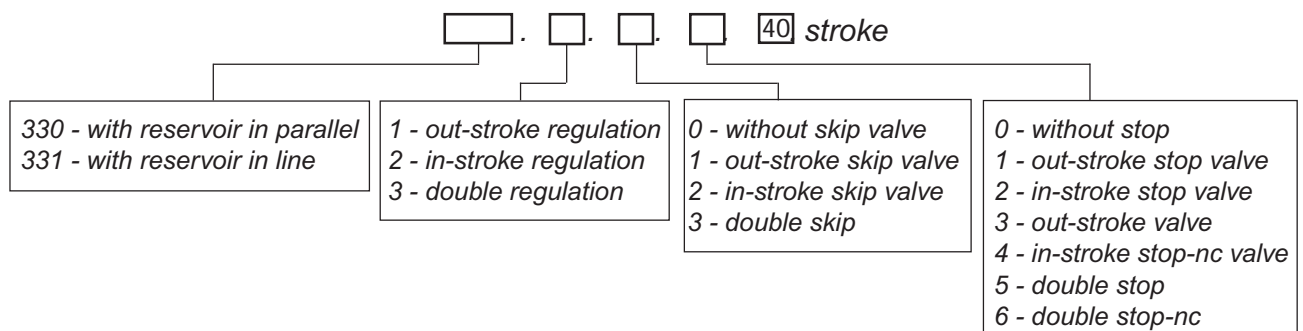 . . . . 40 stroke
330 - with reservoir in parallel
331 - with reservoir in line
1 - out-stroke regulation
2 - in-stroke regulation
3 - double regulation
0 - without skip valve
1 - out-stroke skip valve
2 - in-stroke skip valve
3 - double skip
0 - without stop
1 - out-stroke stop valve
2 - in-stroke stop valve
3 - out-stroke valve
4 - in-stroke stop-nc valve
5 - double stop
6 - double stop-nc